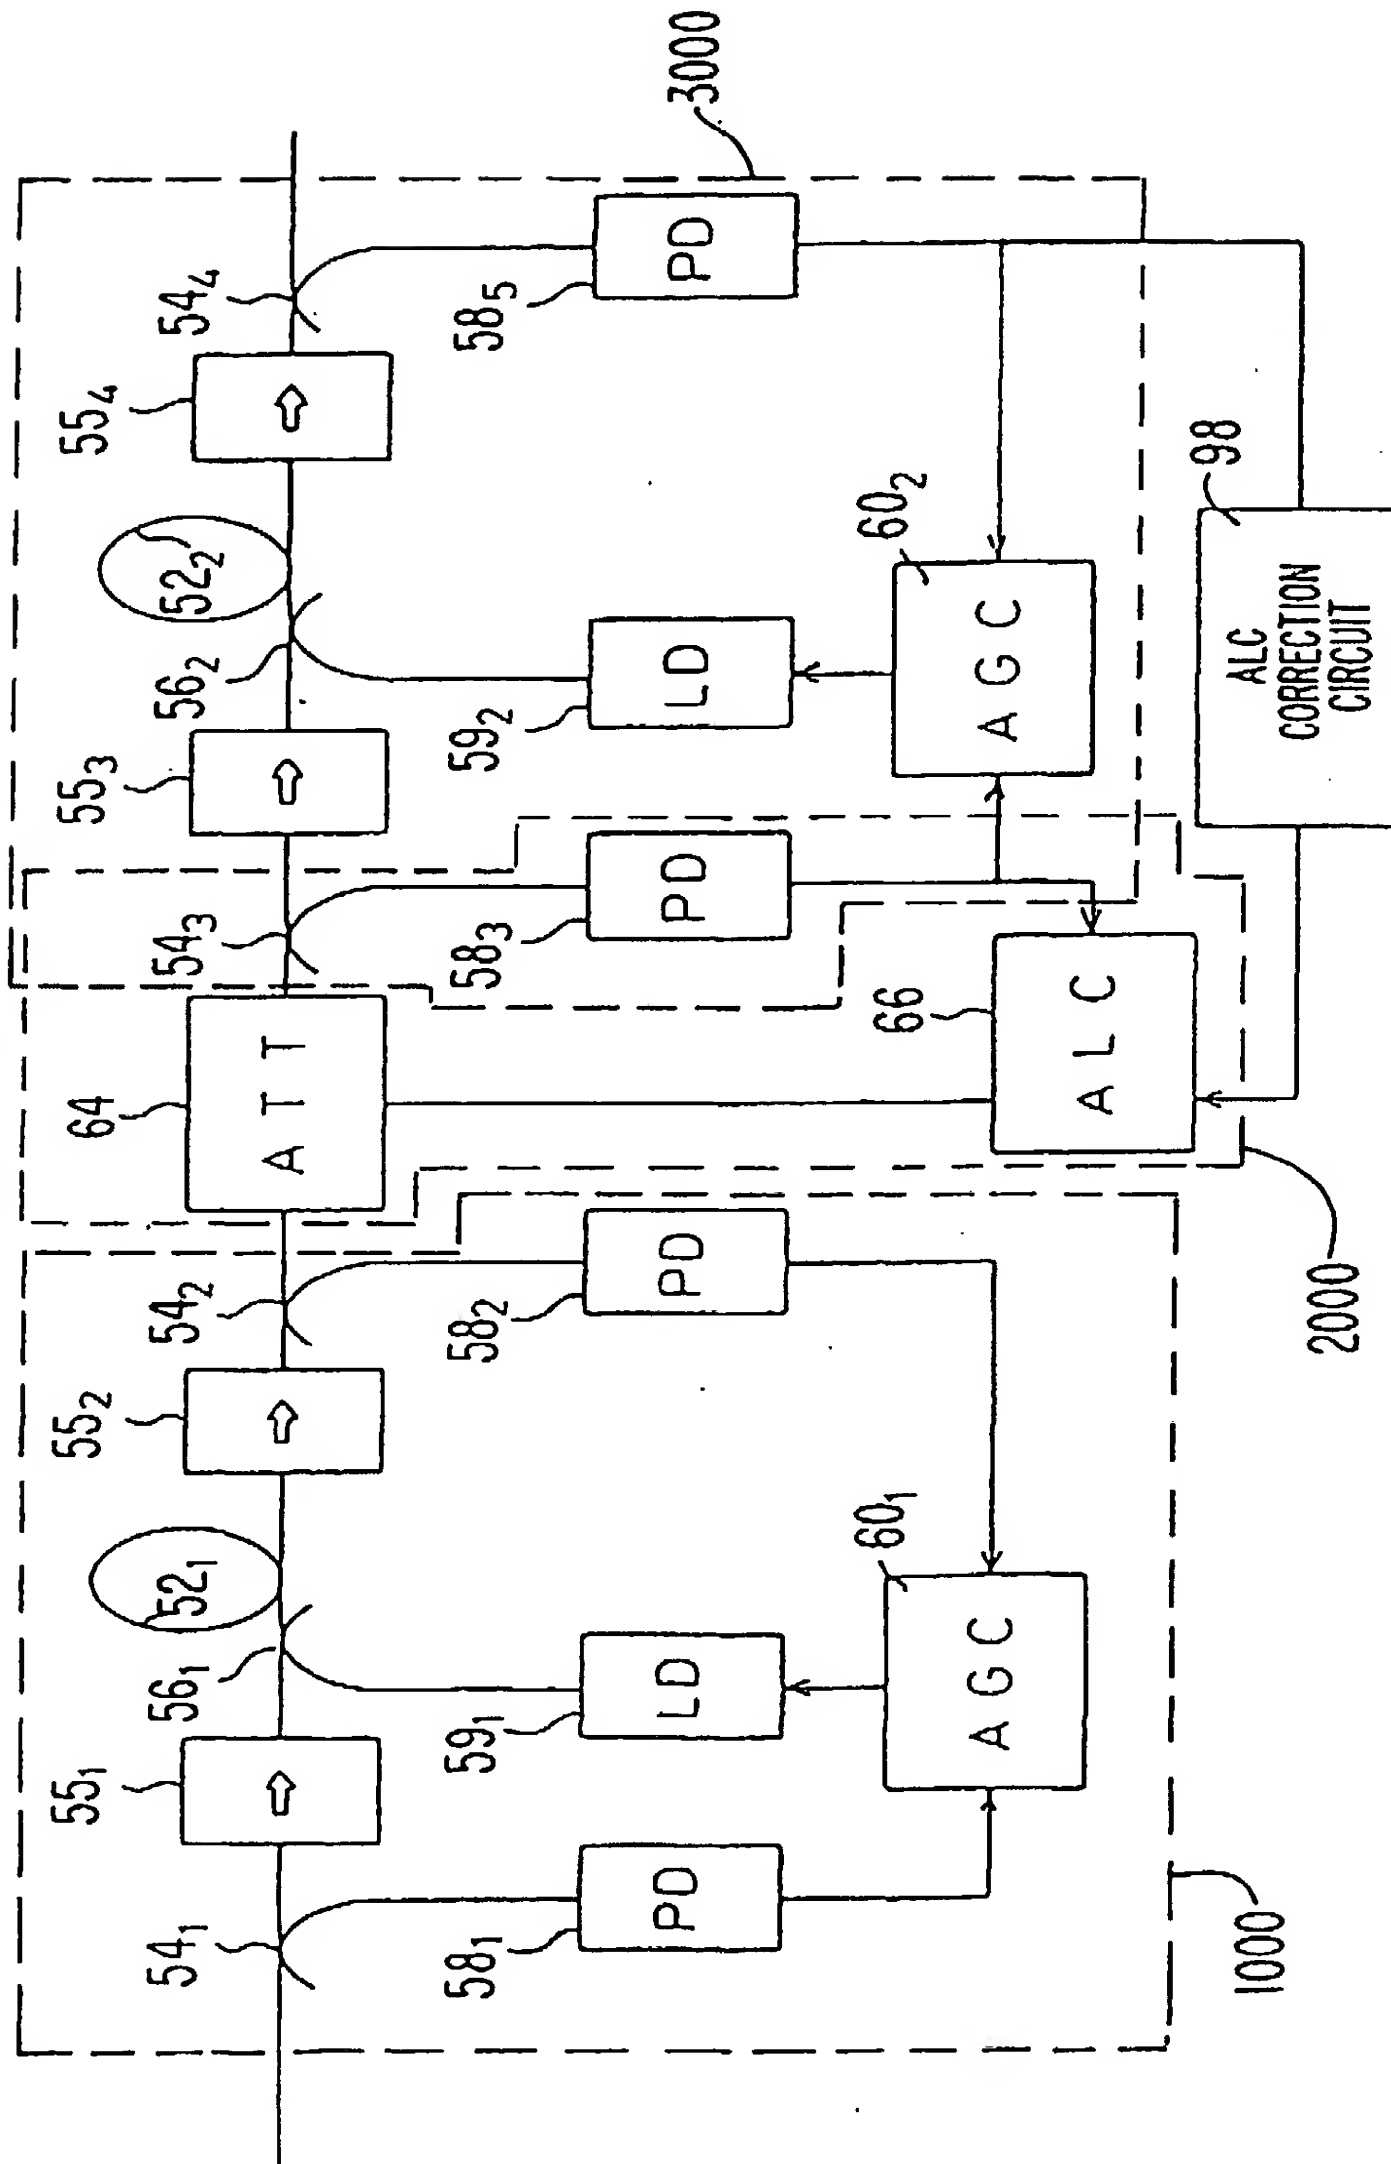 54₁
55₁
56₁
52₁
55₂
54₂
64
A T T
54₃
55₃
56₂
52₂
55₄
54₄
58₁
PD
59₁
LD
58₂
PD
58₃
PD
59₂
LD
58₅
PD
60₁
A G C
66
A L C
60₂
A G C
98
ALC
CORRECTION
CIRCUIT
1000
2000
3000